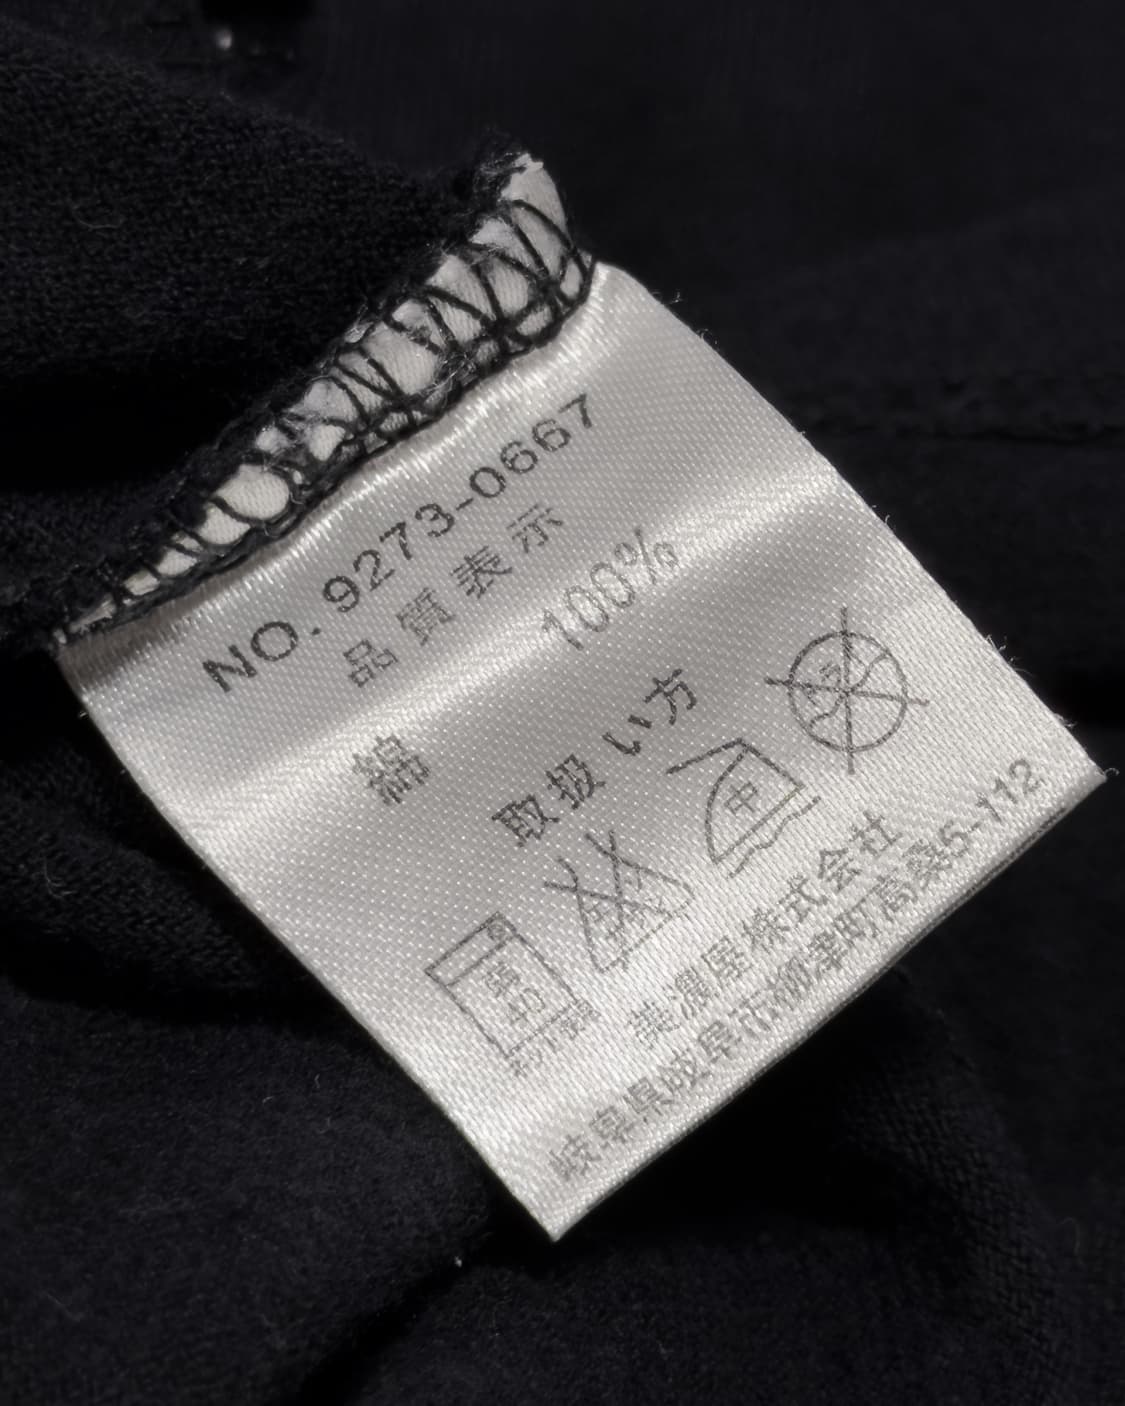 NO. 9273-0667
品質表示
綿 100%
取扱い方
弱
40
中
美濃屋株式会社
岐阜県岐阜市柳津町高桑5-112